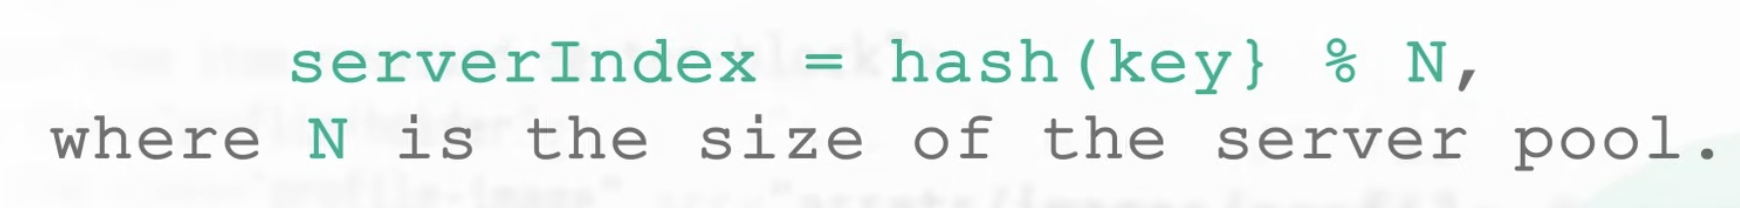 serverIndex = hash(key} % N,
where N is the size of the server pool.